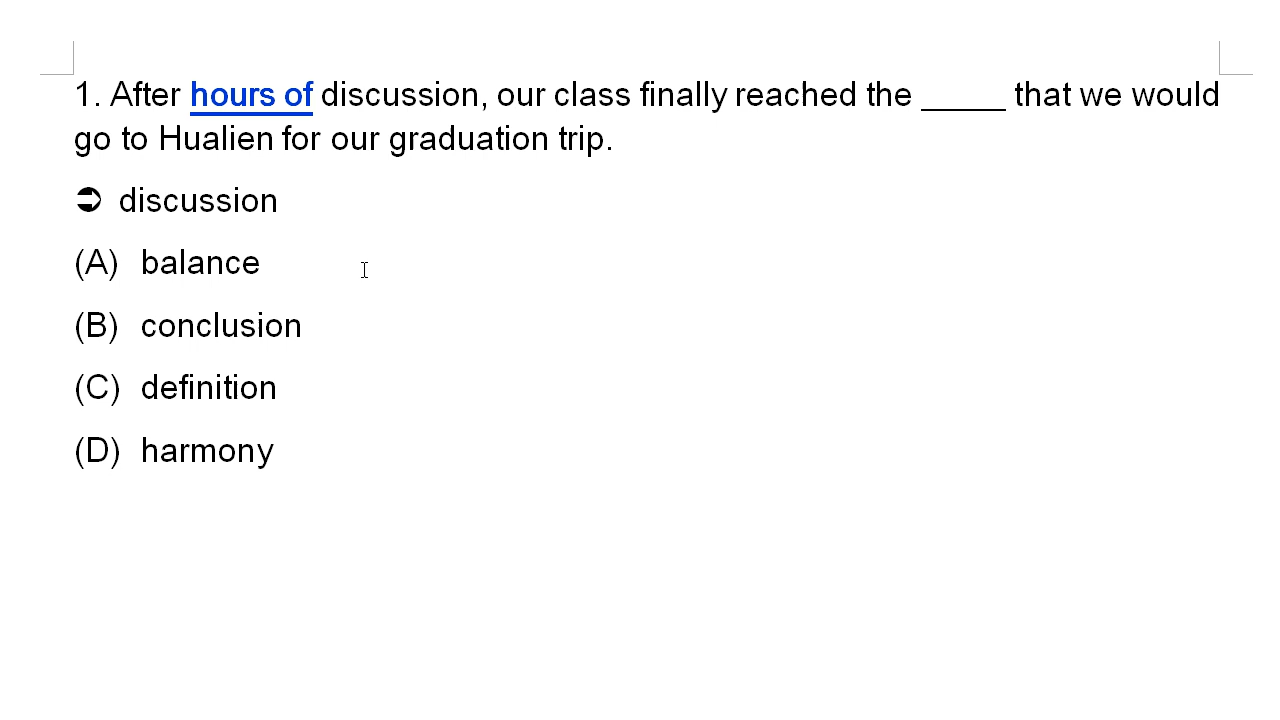 1. After hours of discussion, our class finally reached the _____ that we would
go to Hualien for our graduation trip.
➲ discussion
(A) balance
(B) conclusion
(C) definition
(D) harmony